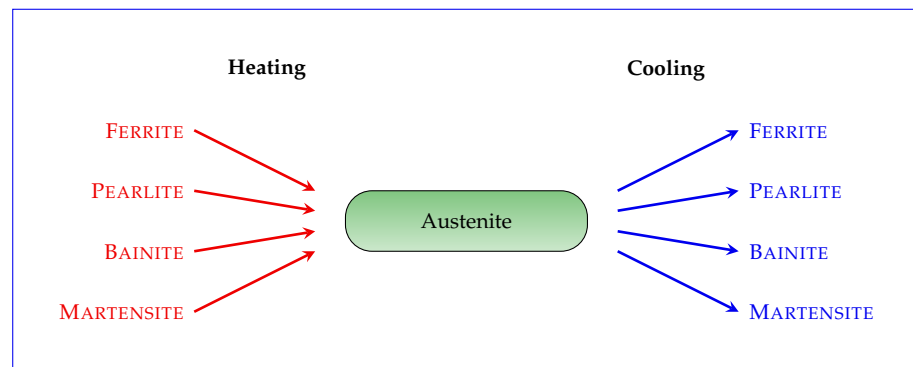 Heating
Cooling
FERRITE
FERRITE
PEARLITE
PEARLITE
Austenite
BAINITE
BAINITE
MARTENSITE
MARTENSITE